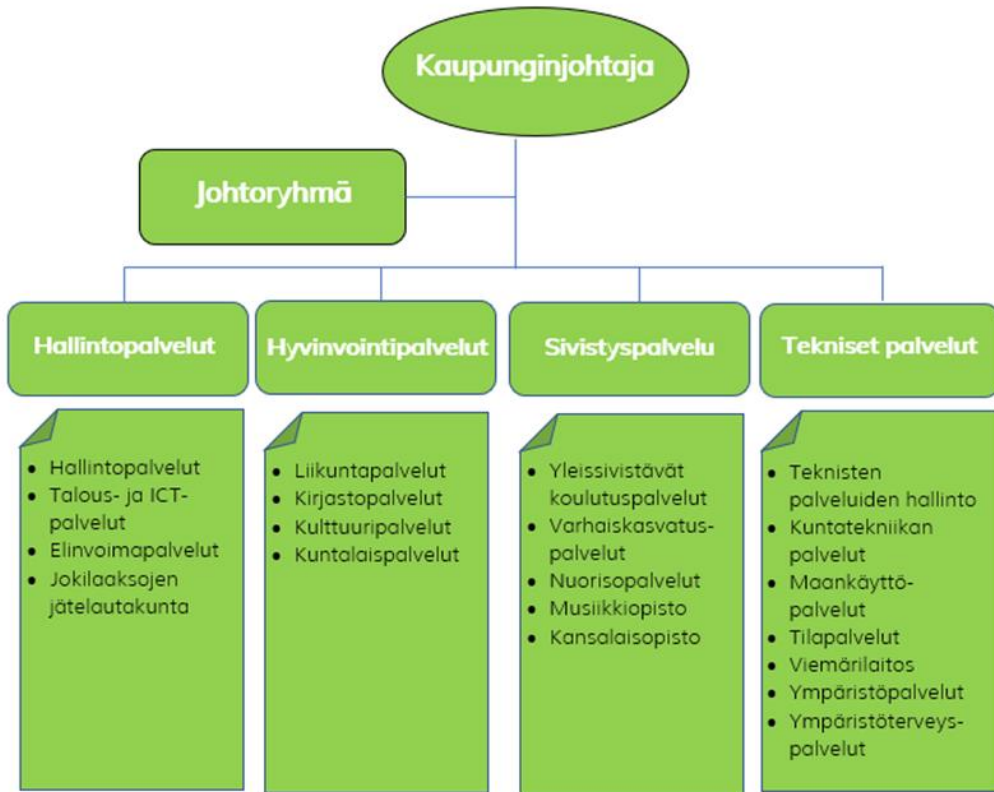 Kaupunginjohtaja
Johtoryhmä
Hallintopalvelut
Hyvinvointipalvelut
Sivistyspalvelu
Tekniset palvelut
• Hallintopalvelut
• Talous- ja ICT-
palvelut
• Elinvoimapalvelut
• Jokilaaksojen
jätelautakunta
• Liikuntapalvelut
• Kirjastopalvelut
• Kulttuuripalvelut
• Kuntalaispalvelut
• Yleissivistävät
koulutuspalvelut
• Varhaiskasvatus-
palvelut
• Nuorisopalvelut
• Musiikkiopisto
• Kansalaisopisto
• Teknisten
palveluiden hallinto
• Kuntatekniikan
palvelut
• Maankäyttö-
palvelut
• Tilapalvelut
• Viemärilaitos
• Ympäristöpalvelut
• Ympäristöterveys-
palvelut